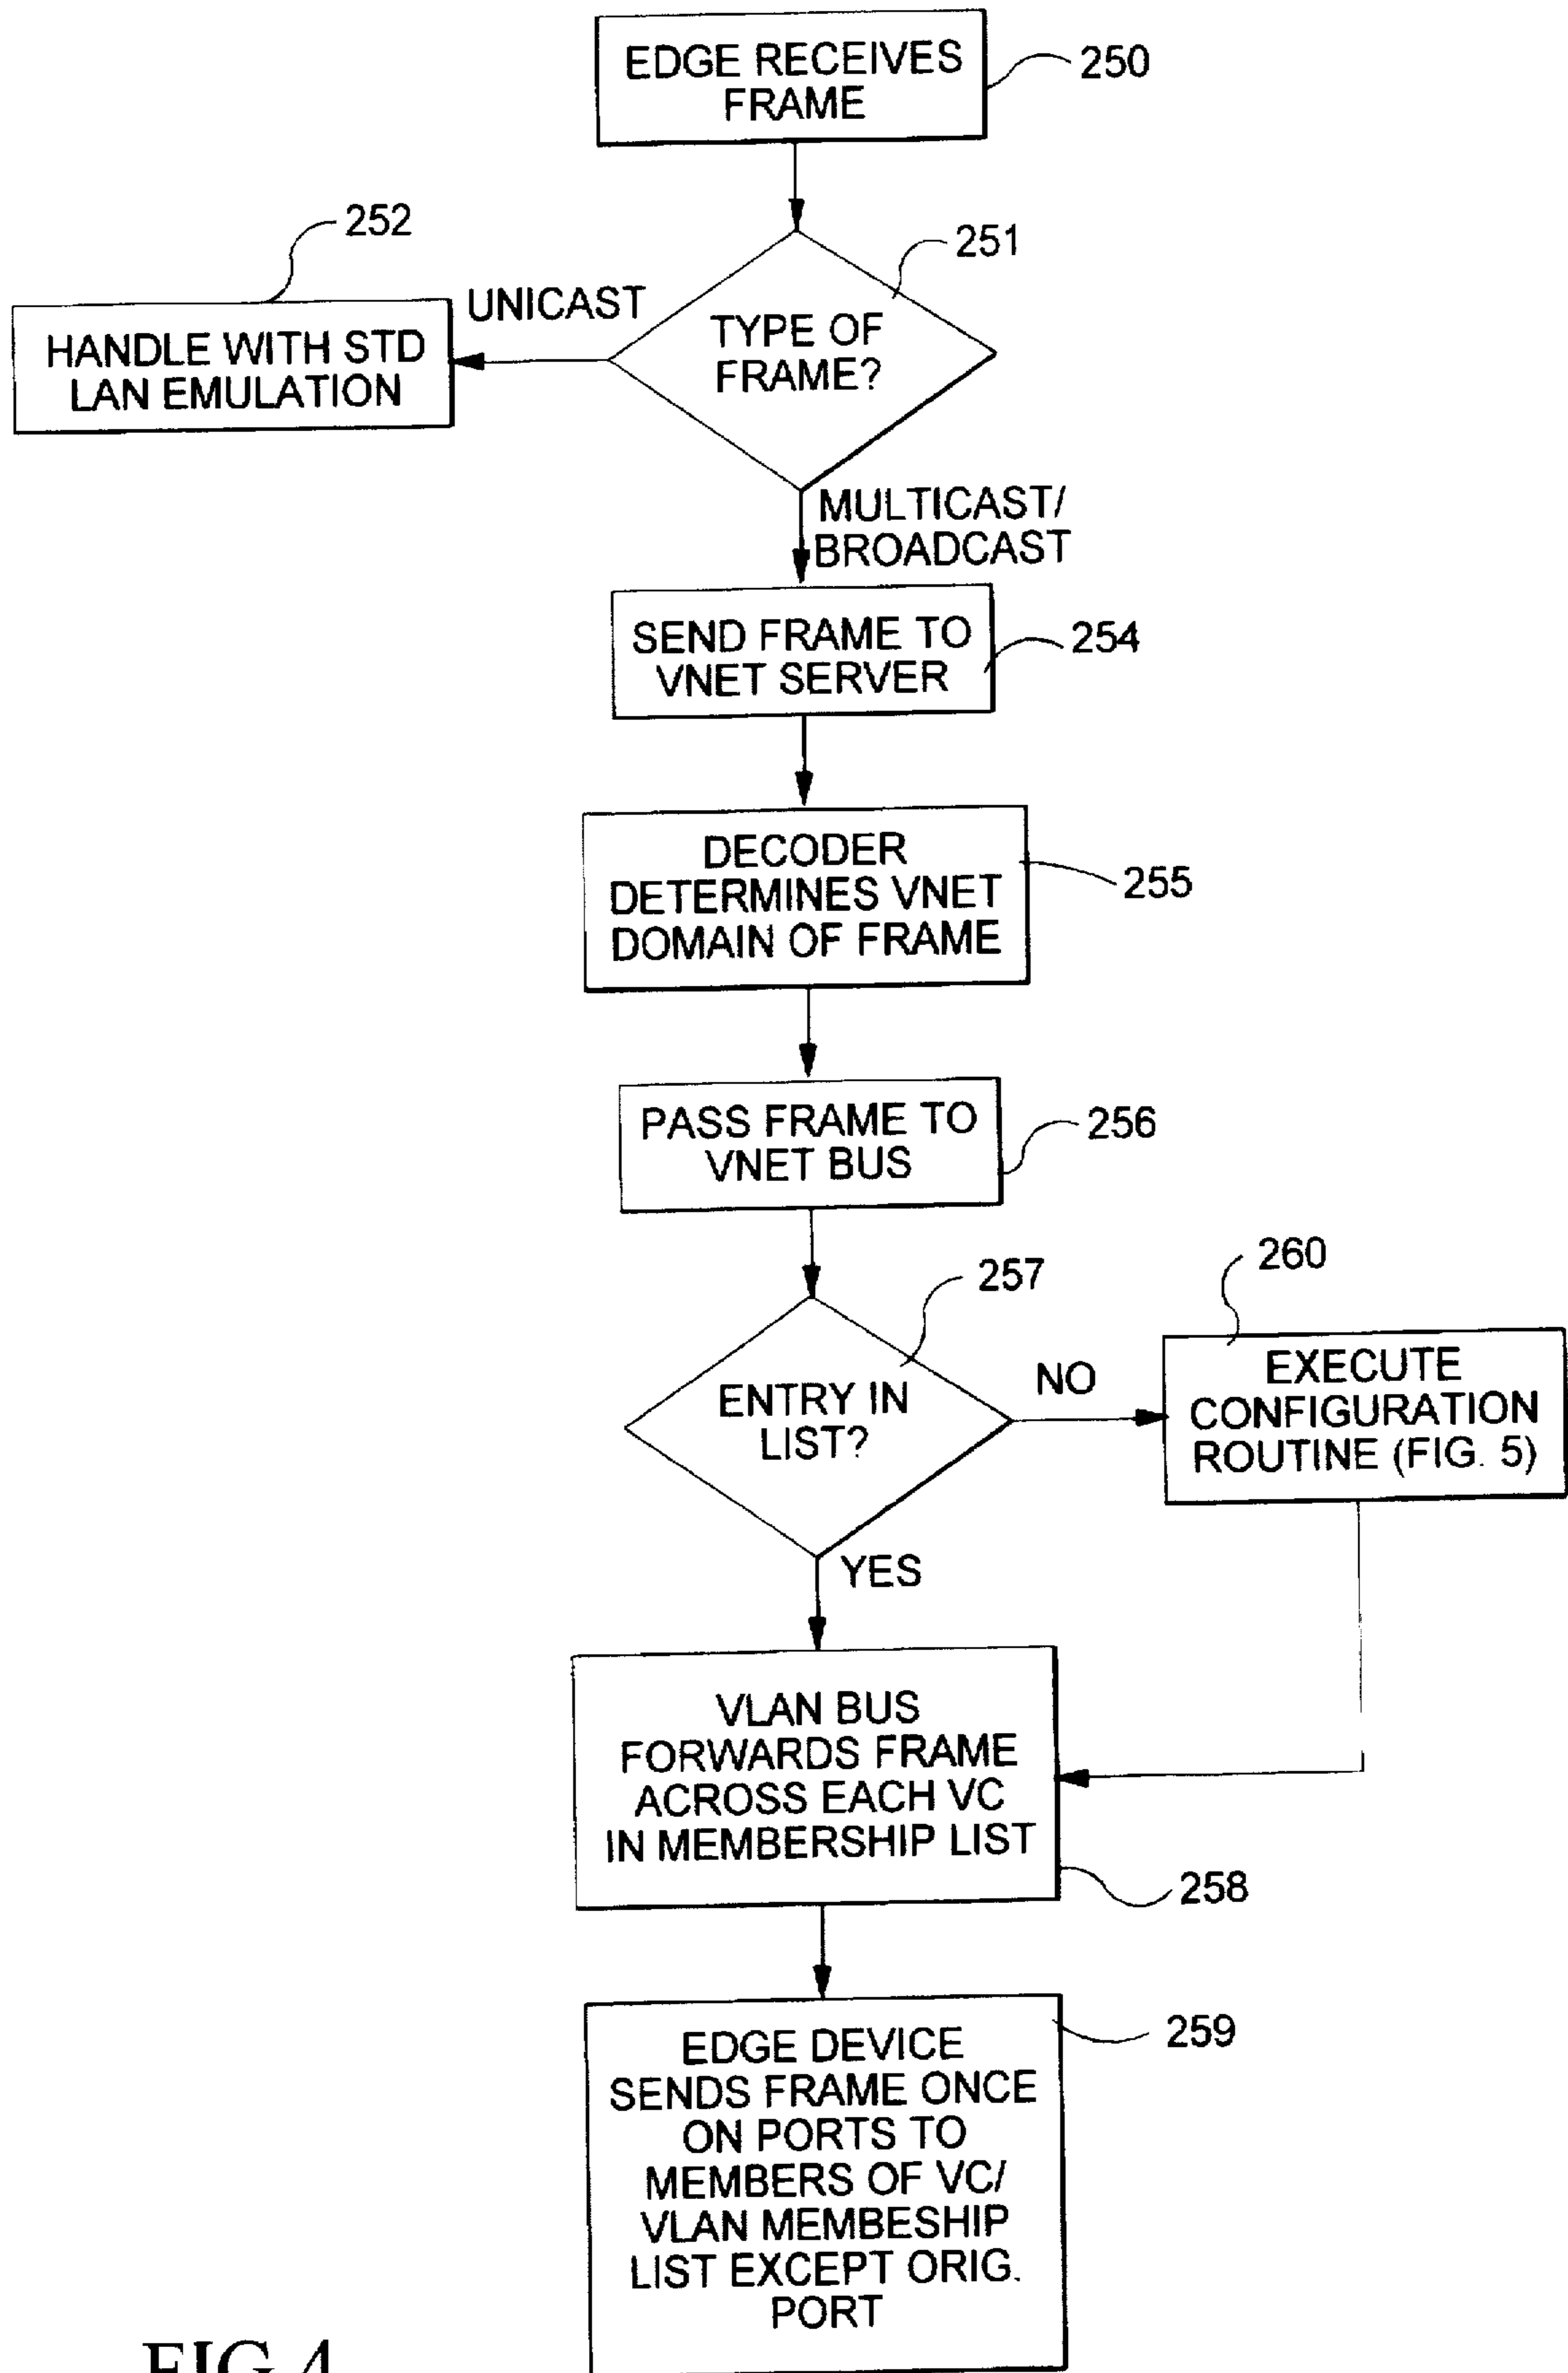 EDGE RECEIVES
FRAME
250
252
251
UNICAST
TYPE OF
FRAME?
HANDLE WITH STD
LAN EMULATION
MULTICAST/
BROADCAST
SEND FRAME TO
VNET SERVER
254
DECODER
DETERMINES VNET
DOMAIN OF FRAME
255
PASS FRAME TO
VNET BUS
256
257
260
ENTRY IN
LIST?
NO
EXECUTE
CONFIGURATION
ROUTINE (FIG. 5)
YES
VLAN BUS
FORWARDS FRAME
ACROSS EACH VC
IN MEMBERSHIP LIST
258
259
EDGE DEVICE
SENDS FRAME ONCE
ON PORTS TO
MEMBERS OF VC/
VLAN MEMBESHIP
LIST EXCEPT ORIG.
PORT
FIG.4